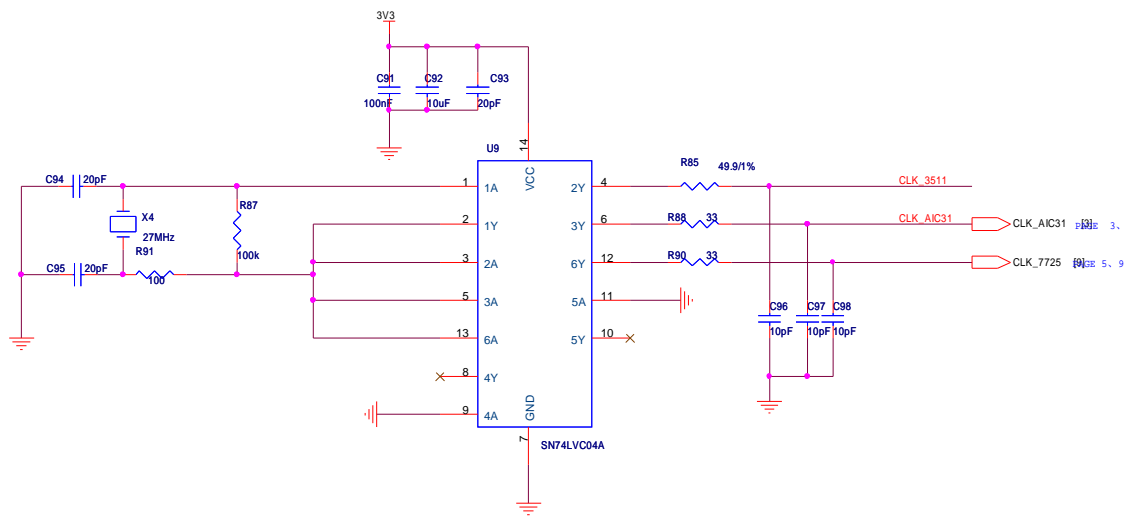 3V3
C91
C92
C93
100nF
10uF
20pF
U9
14
VCC
C94
20pF
1
1A
2Y
4
R85
49.9/1%
CLK_3511
X4
27MHz
R87
100k
2
1Y
3Y
6
R88
33
CLK_AIC31
CLK_AIC31
[3]
PAGE 3、
C95
20pF
R91
100
3
2A
6Y
12
R90
33
CLK_7725
[9]
PAGE 5、9
5
3A
5A
11
C96
C97
C98
10pF
10pF
10pF
13
6A
5Y
10
8
4Y
9
4A
GND
7
SN74LVC04A